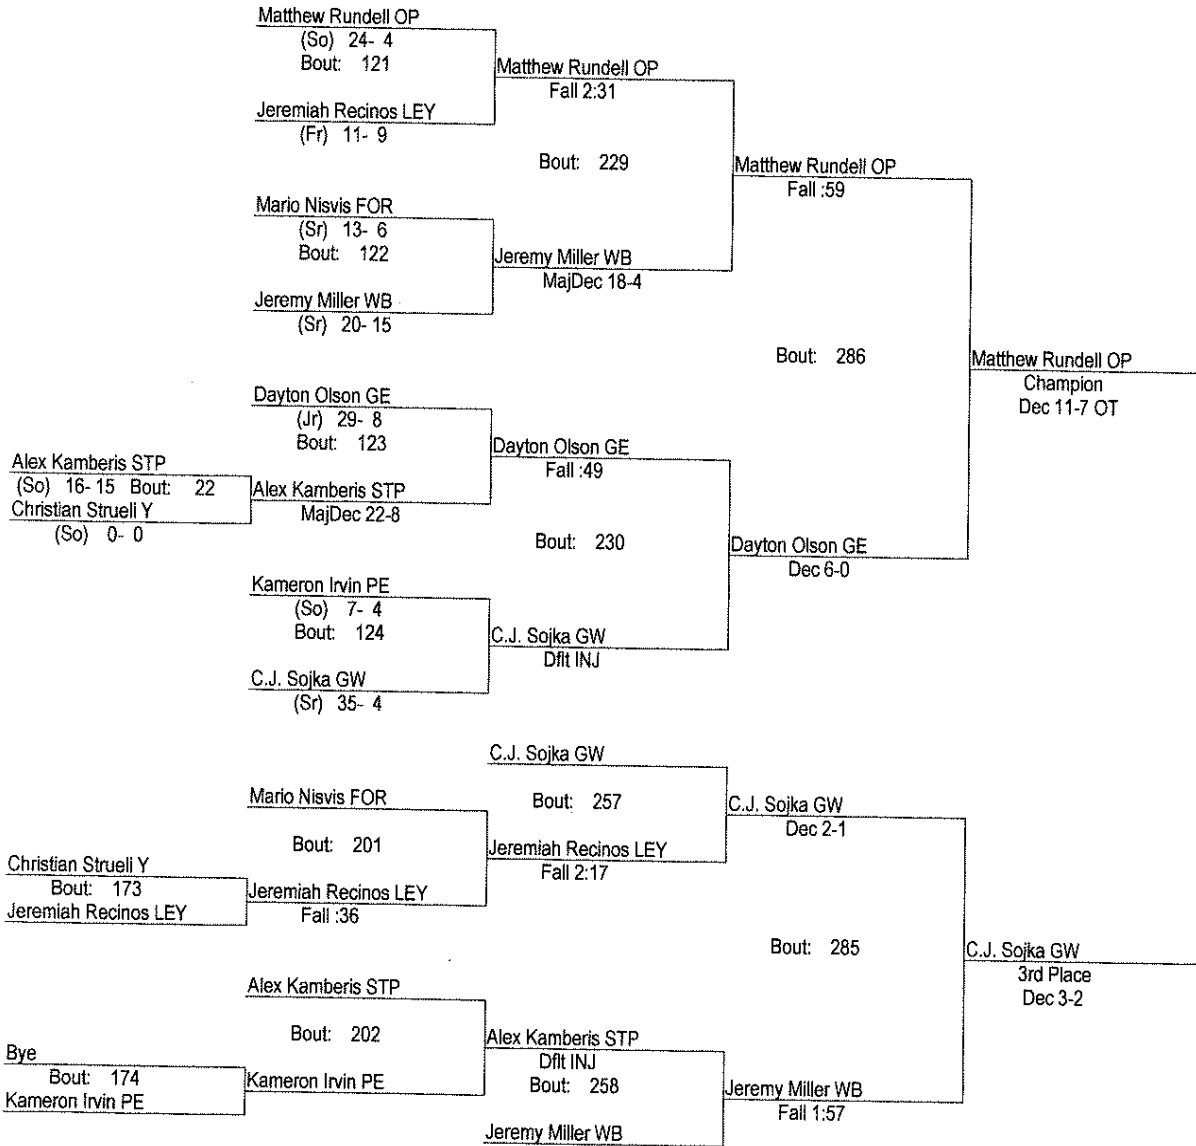 Matthew Rundell OP
(So) 24- 4
Bout: 121
Matthew Rundell OP
Fall 2:31
Jeremiah Recinos LEY
(Fr) 11- 9
Bout: 229
Matthew Rundell OP
Fall :59
Mario Nisvis FOR
(Sr) 13- 6
Bout: 122
Jeremy Miller WB
MajDec 18-4
Jeremy Miller WB
(Sr) 20- 15
Bout: 286
Matthew Rundell OP
Champion
Dec 11-7 OT
Dayton Olson GE
(Jr) 29- 8
Bout: 123
Dayton Olson GE
Fall :49
Alex Kamberis STP
(So) 16- 15 Bout: 22
Christian Strueli Y
(So) 0- 0
Alex Kamberis STP
MajDec 22-8
Bout: 230
Dayton Olson GE
Dec 6-0
Kameron Irvin PE
(So) 7- 4
Bout: 124
C.J. Sojka GW
Dflt INJ
C.J. Sojka GW
(Sr) 35- 4
C.J. Sojka GW
Bout: 257
C.J. Sojka GW
Dec 2-1
Mario Nisvis FOR
Bout: 201
Jeremiah Recinos LEY
Fall 2:17
Christian Strueli Y
Bout: 173
Jeremiah Recinos LEY
Jeremiah Recinos LEY
Fall :36
Bout: 285
C.J. Sojka GW
3rd Place
Dec 3-2
Alex Kamberis STP
Bout: 202
Alex Kamberis STP
Dflt INJ
Bout: 258
Bye
Bout: 174
Kameron Irvin PE
Kameron Irvin PE
Jeremy Miller WB
Fall 1:57
Jeremy Miller WB